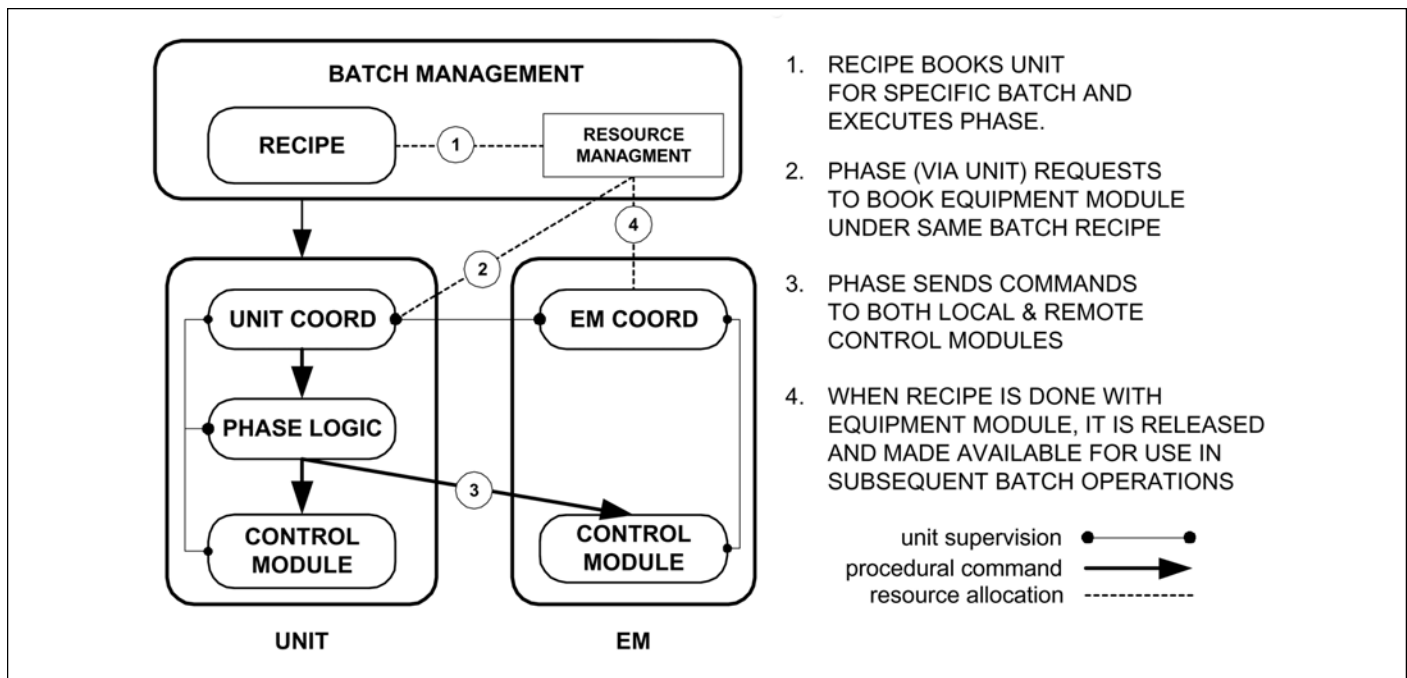 BATCH MANAGEMENT
RECIPE
1
RESOURCE
MANAGMENT
4
2
UNIT COORD
EM COORD
PHASE LOGIC
3
CONTROL
MODULE
CONTROL
MODULE
UNIT
EM
1. RECIPE BOOKS UNIT
FOR SPECIFIC BATCH AND
EXECUTES PHASE.
2. PHASE (VIA UNIT) REQUESTS
TO BOOK EQUIPMENT MODULE
UNDER SAME BATCH RECIPE
3. PHASE SENDS COMMANDS
TO BOTH LOCAL & REMOTE
CONTROL MODULES
4. WHEN RECIPE IS DONE WITH
EQUIPMENT MODULE, IT IS RELEASED
AND MADE AVAILABLE FOR USE IN
SUBSEQUENT BATCH OPERATIONS
unit supervision
procedural command
resource allocation